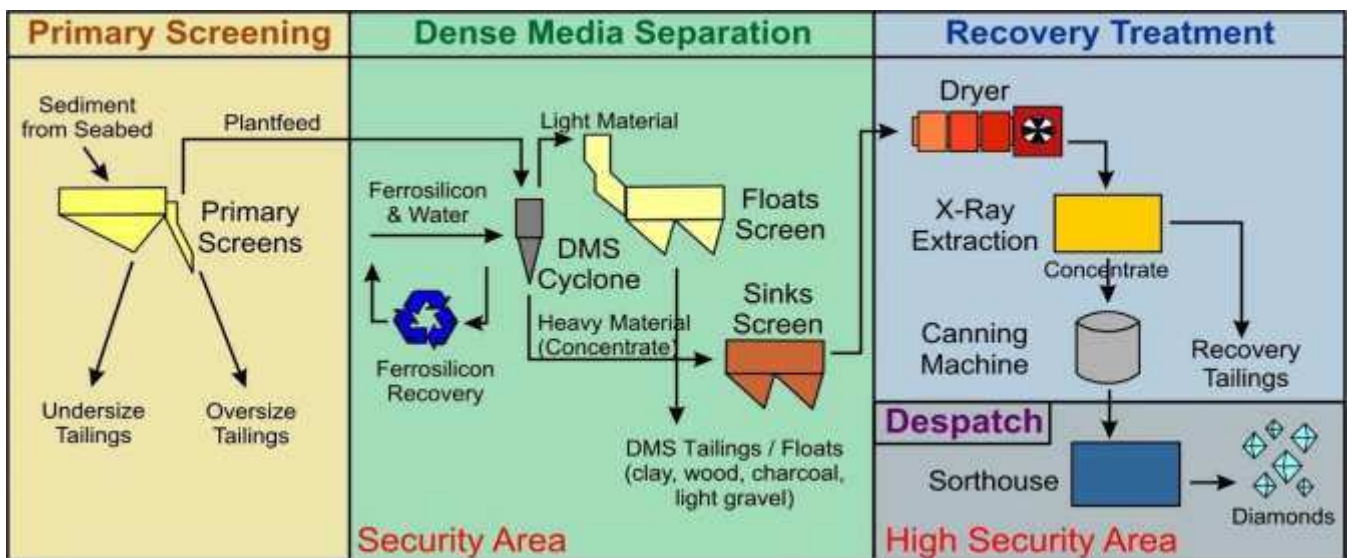 Primary Screening
Dense Media Separation
Recovery Treatment
Sediment
from Seabed
Plantfeed
Primary
Screens
Undersize
Tailings
Oversize
Tailings
Light Material
Ferrosilicon
& Water
Floats
Screen
DMS
Cyclone
Ferrosilicon
Recovery
Heavy Material
(Concentrate)
Sinks
Screen
DMS Tailings / Floats
(clay, wood, charcoal,
light gravel)
Security Area
Dryer
X-Ray
Extraction
Concentrate
Canning
Machine
Recovery
Tailings
Despatch
Sorthouse
Diamonds
High Security Area